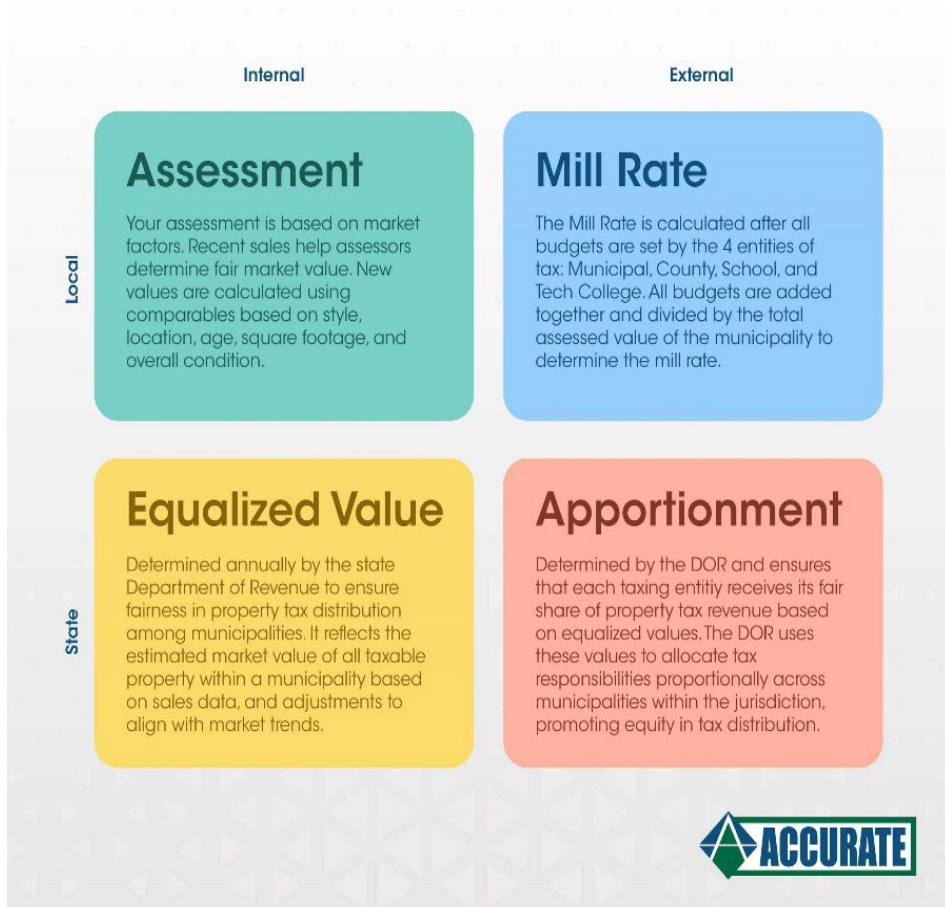 Internal
External
Local
Assessment
Your assessment is based on market
factors. Recent sales help assessors
determine fair market value. New
values are calculated using
comparables based on style,
location, age, square footage, and
overall condition.
Mill Rate
The Mill Rate is calculated after all
budgets are set by the 4 entities of
tax: Municipal, County, School, and
Tech College. All budgets are added
together and divided by the total
assessed value of the municipality to
determine the mill rate.
State
Equalized Value
Determined annually by the state
Department of Revenue to ensure
fairness in property tax distribution
among municipalities. It reflects the
estimated market value of all taxable
property within a municipality based
on sales data, and adjustments to
align with market trends.
Apportionment
Determined by the DOR and ensures
that each taxing entitiy receives its fair
share of property tax revenue based
on equalized values. The DOR uses
these values to allocate tax
responsibilities proportionally across
municipalities within the jurisdiction,
promoting equity in tax distribution.
ACCURATE